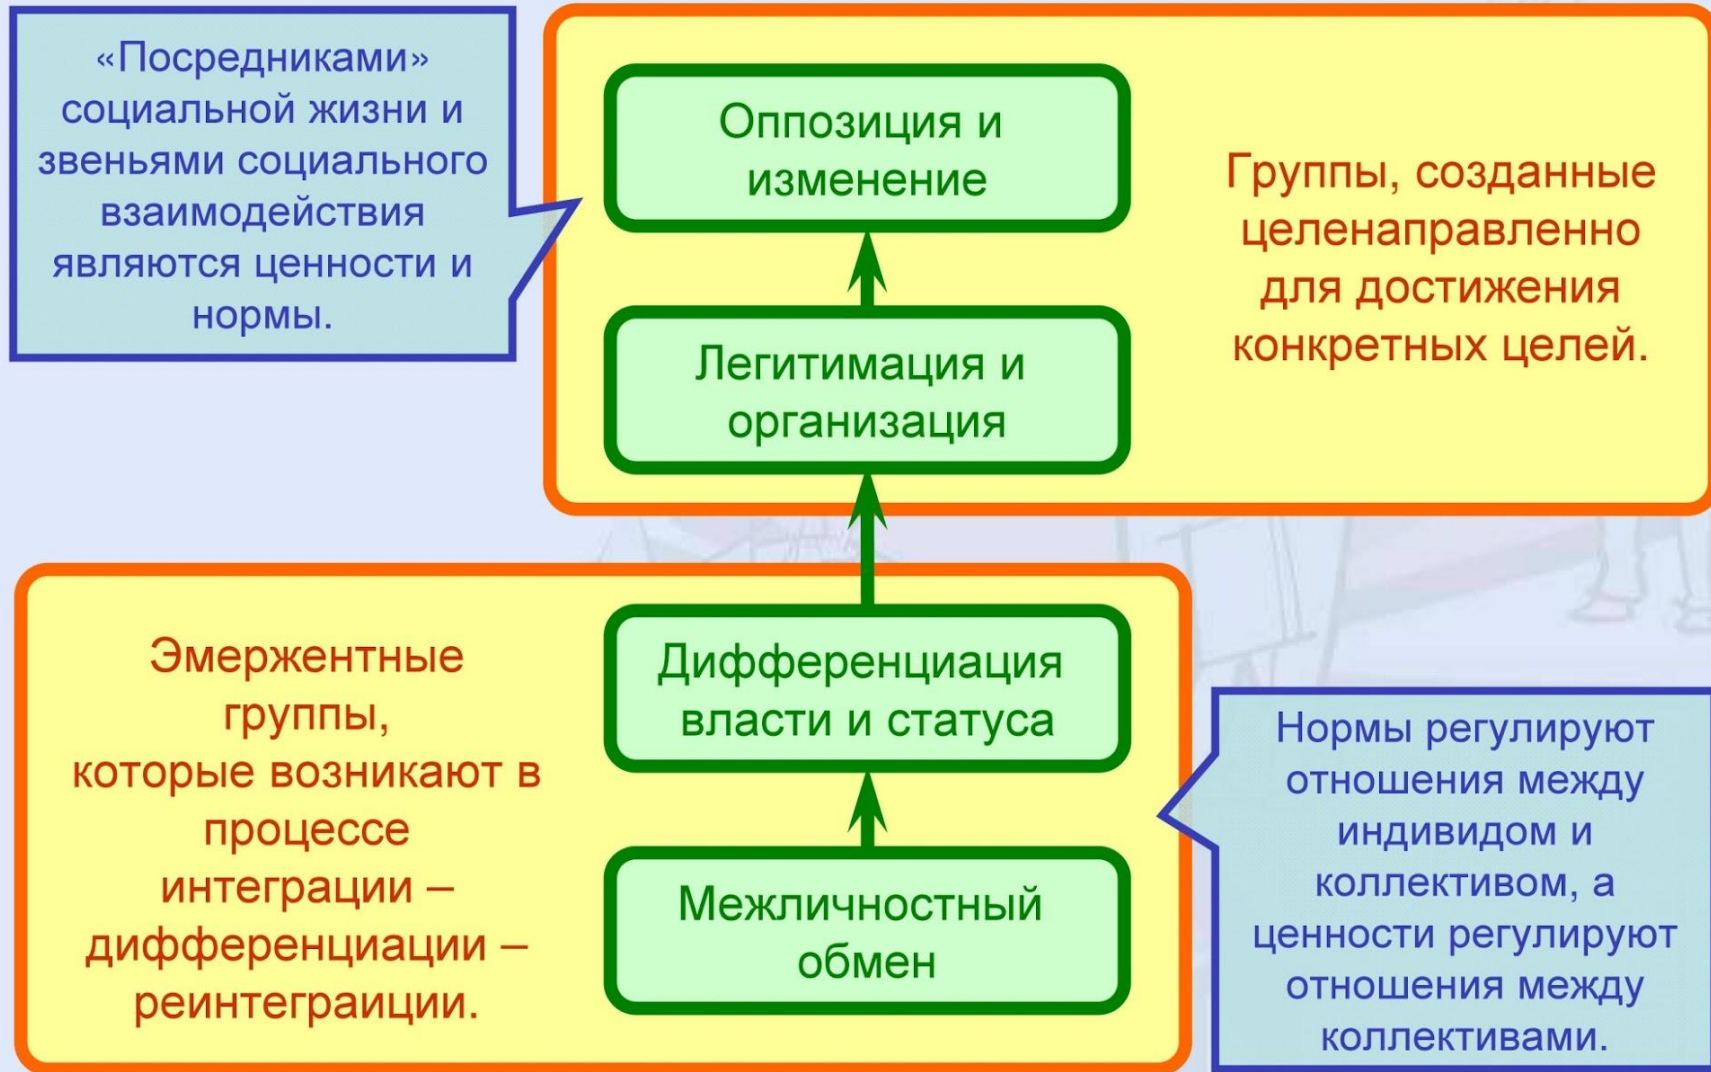 «Посредниками»
социальной жизни и
звеньями социального
взаимодействия
являются ценности и
нормы.
Оппозиция и
изменение
Группы, созданные
целенаправленно
для достижения
конкретных целей.
Легитимация и
организация
Эмержентные
группы,
которые возникают в
процессе
интеграции –
дифференциации –
реинтеграиции.
Дифференциация
власти и статуса
Межличностный
обмен
Нормы регулируют
отношения между
индивидом и
коллективом, а
ценности регулируют
отношения между
коллективами.